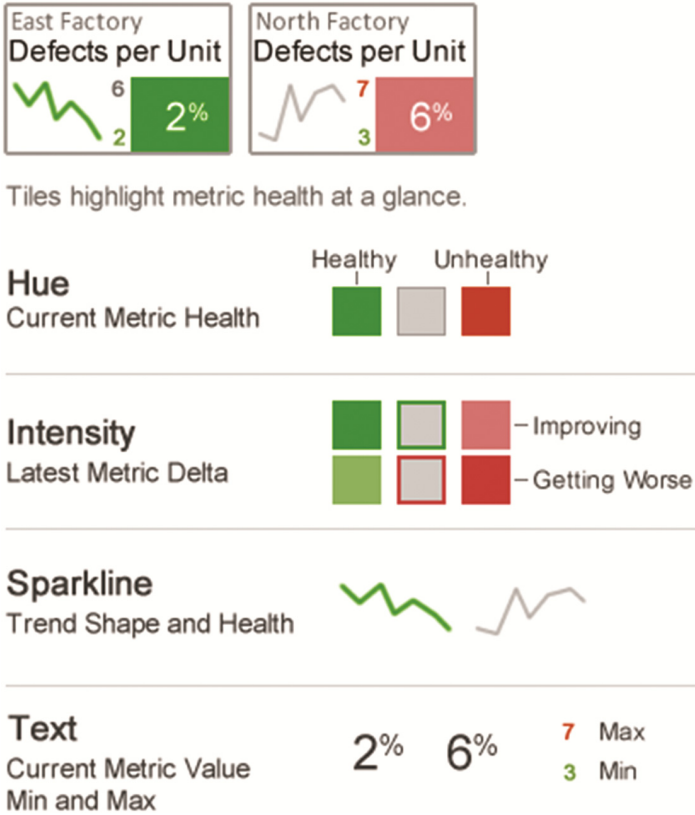 East Factory
Defects per Unit
6
2
2%
North Factory
Defects per Unit
7
3
6%
Tiles highlight metric health at a glance.
Healthy Unhealthy
Hue
Current Metric Health
Intensity
Latest Metric Delta
Improving
Getting Worse
Sparkline
Trend Shape and Health
Text
Current Metric Value
Min and Max
2% 6%
7 Max
3 Min